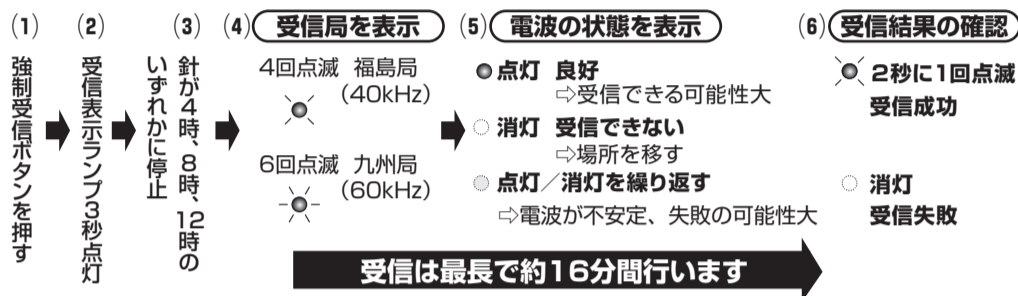 (1)
強制受信ボタンを押す
(2)
受信表示ランプ3秒点灯
(3)
針が4時、8時、12時の
いずれかに停止
(4) 受信局を表示
4回点滅 福島局
(40kHz)
6回点滅 九州局
(60kHz)
(5) 電波の状態を表示
点灯 良好
⇨受信できる可能性大
消灯 受信できない
⇨場所を移す
点灯／消灯を繰り返す
⇨電波が不安定、失敗の可能性大
(6) 受信結果の確認
2秒に1回点滅
受信成功
消灯
受信失敗
受信は最長で約16分間行います